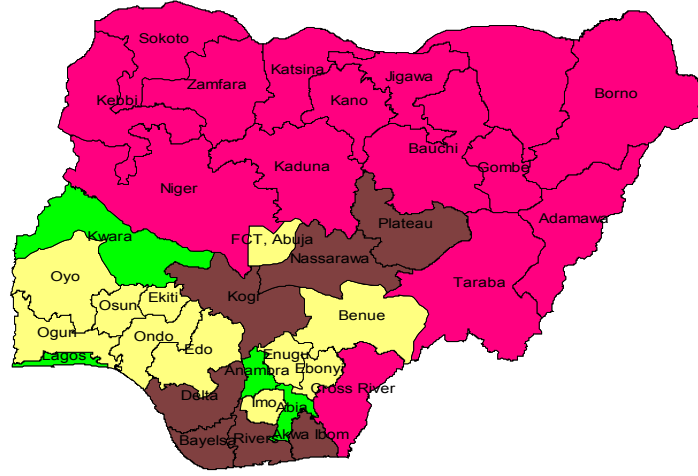 Sokoto
Katsina
Zamfara
Jigawa
Kebbi
Kano
Borno
Bauchi
Gombe
Kaduna
Niger
Adamawa
Plateau
Kwara
FCT, Abuja
Nassarawa
Oyo
Taraba
Kogi
Ekiti
Osun
Benue
Ogun
Ondo
Edo
Lagos
Enugu
Anambra
Ebony
Cross River
Delta
Imo
Abia
Bayelsa
Rivers
Akwa Ibom